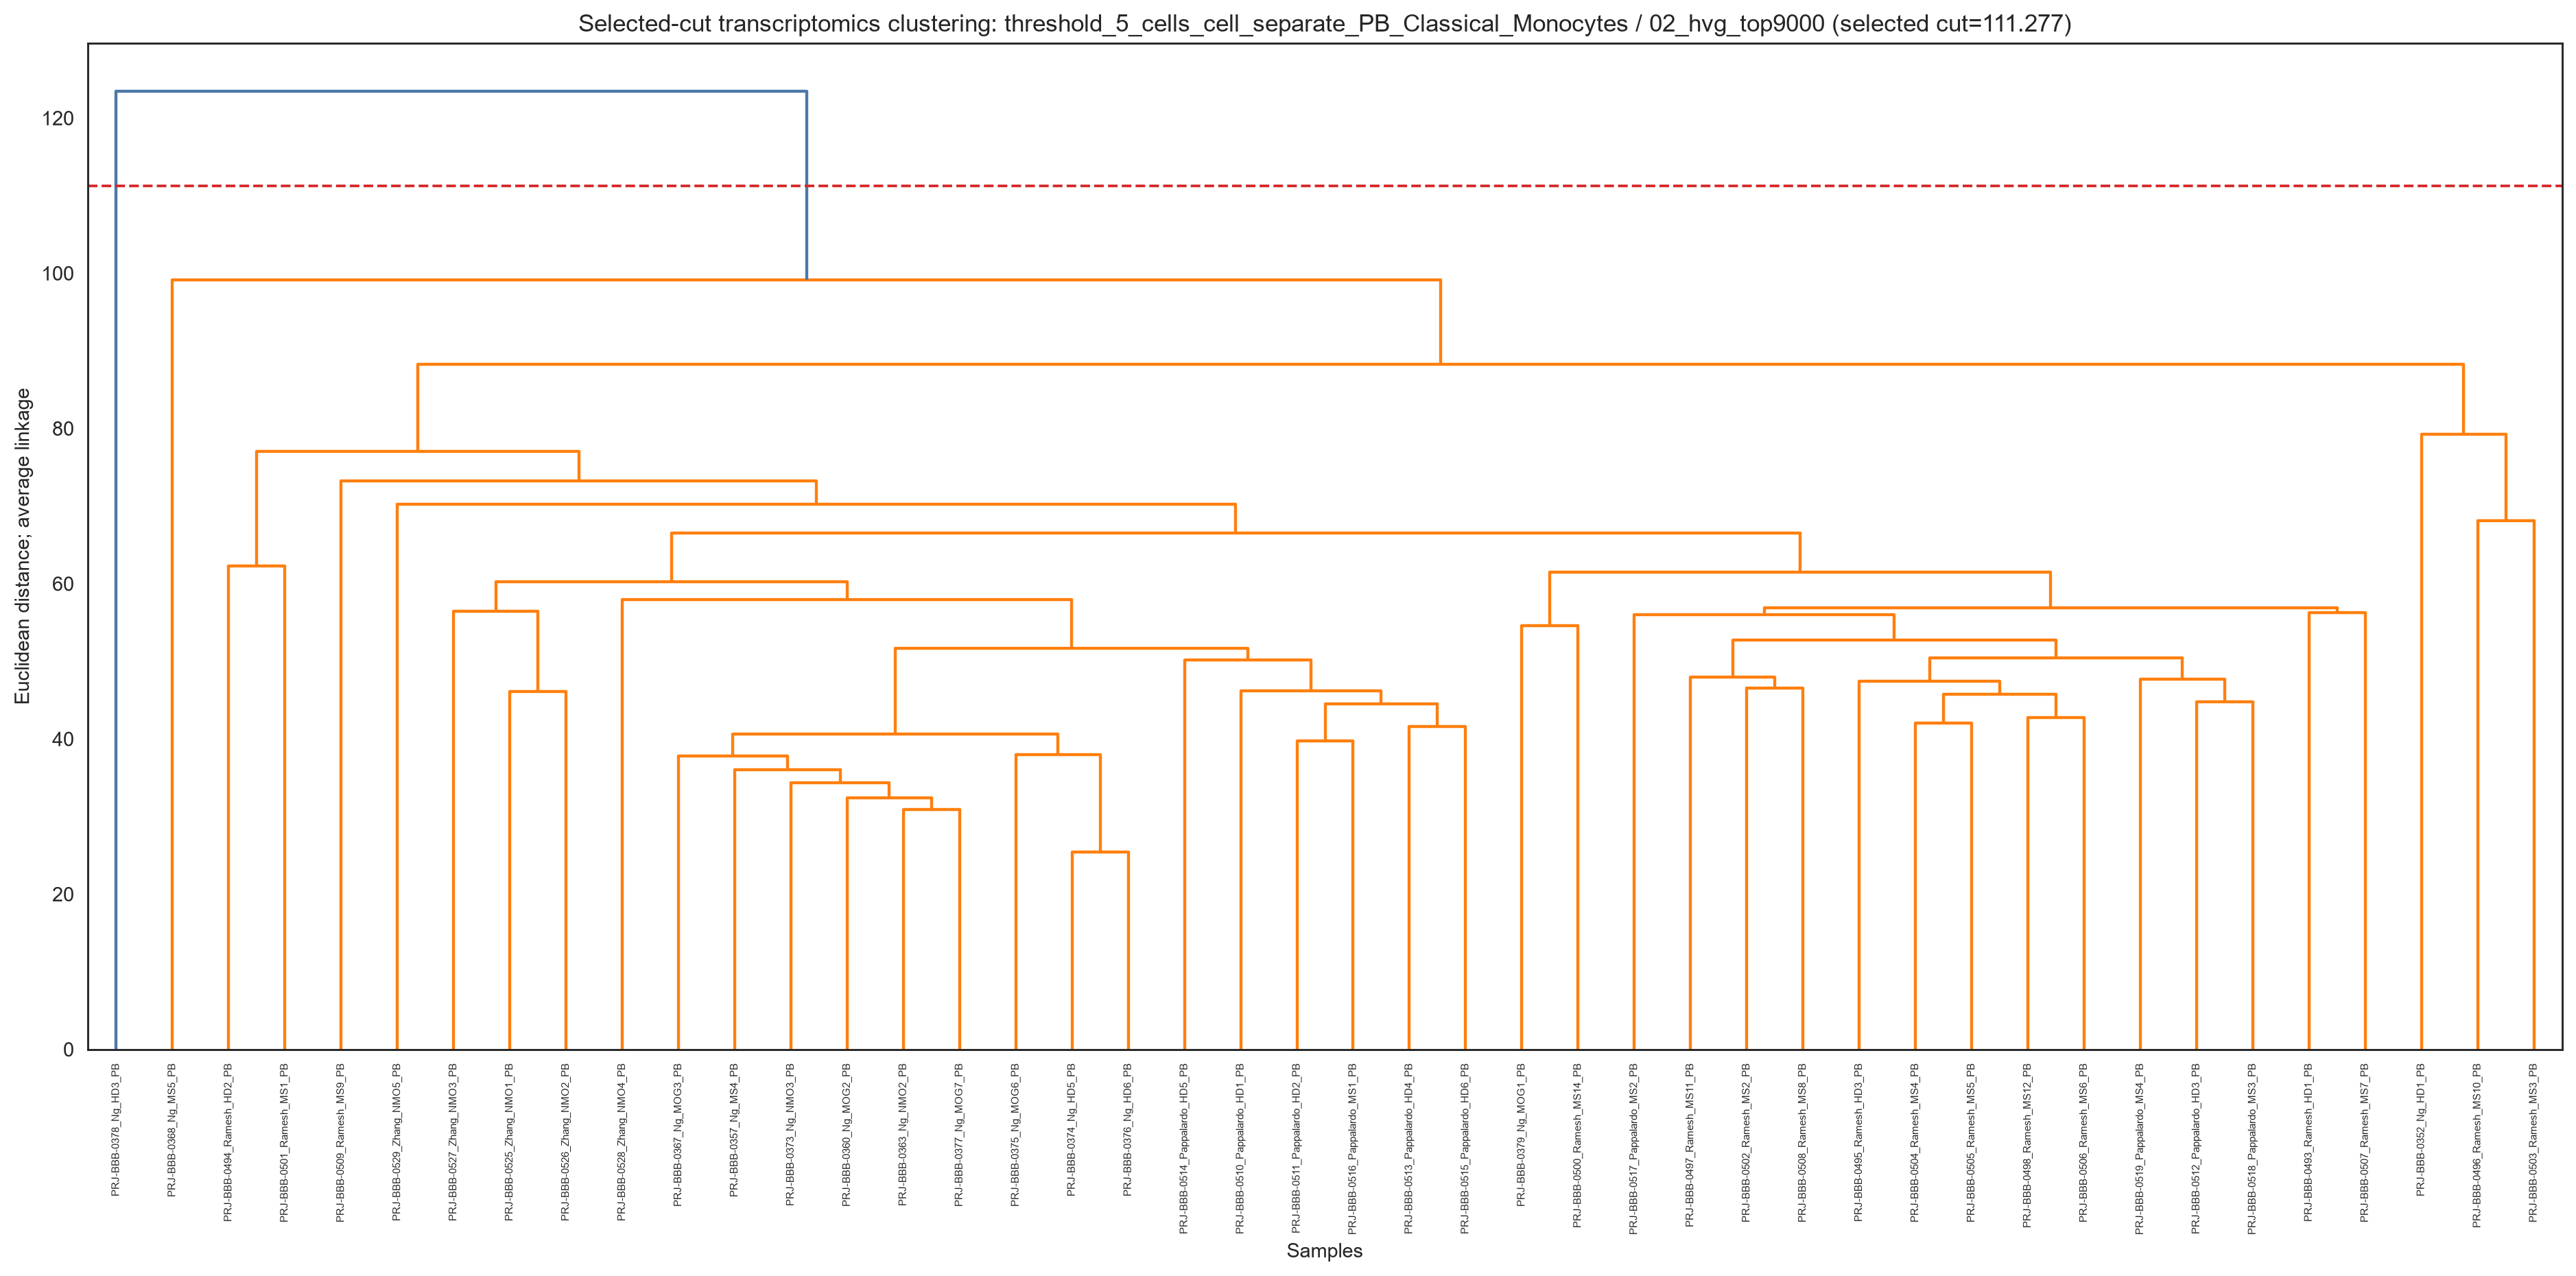 Selected-cut transcriptomics clustering: threshold_5_cells_cell_separate_PB_Classical_Monocytes / 02_hvg_top9000 (selected cut=111.277)
Euclidean distance; average linkage
120
100
80
60
40
20
0
PRJ-BBB-0378_Ng_HD3_PB
PRJ-BBB-0368_Ng_MS5_PB
PRJ-BBB-0494_Ramesh_HD2_PB
PRJ-BBB-0501_Ramesh_MS1_PB
PRJ-BBB-0509_Ramesh_MS9_PB
PRJ-BBB-0529_Zhang_NMO5_PB
PRJ-BBB-0527_Zhang_NMO3_PB
PRJ-BBB-0525_Zhang_NMO1_PB
PRJ-BBB-0526_Zhang_NMO2_PB
PRJ-BBB-0528_Zhang_NMO4_PB
PRJ-BBB-0367_Ng_MOG3_PB
PRJ-BBB-0357_Ng_MS4_PB
PRJ-BBB-0373_Ng_NMO3_PB
PRJ-BBB-0360_Ng_MOG2_PB
PRJ-BBB-0363_Ng_NMO2_PB
PRJ-BBB-0377_Ng_MOG7_PB
PRJ-BBB-0375_Ng_MOG6_PB
PRJ-BBB-0374_Ng_HD5_PB
PRJ-BBB-0376_Ng_HD6_PB
PRJ-BBB-0514_Pappalardo_HD5_PB
PRJ-BBB-0510_Pappalardo_HD1_PB
PRJ-BBB-0511_Pappalardo_HD2_PB
PRJ-BBB-0516_Pappalardo_MS1_PB
PRJ-BBB-0513_Pappalardo_HD4_PB
PRJ-BBB-0515_Pappalardo_HD6_PB
PRJ-BBB-0379_Ng_MOG1_PB
PRJ-BBB-0500_Ramesh_MS14_PB
PRJ-BBB-0517_Pappalardo_MS2_PB
PRJ-BBB-0497_Ramesh_MS11_PB
PRJ-BBB-0502_Ramesh_MS2_PB
PRJ-BBB-0508_Ramesh_MS8_PB
PRJ-BBB-0495_Ramesh_HD3_PB
PRJ-BBB-0504_Ramesh_MS4_PB
PRJ-BBB-0505_Ramesh_MS5_PB
PRJ-BBB-0498_Ramesh_MS12_PB
PRJ-BBB-0506_Ramesh_MS6_PB
PRJ-BBB-0519_Pappalardo_MS4_PB
PRJ-BBB-0512_Pappalardo_HD3_PB
PRJ-BBB-0518_Pappalardo_MS3_PB
PRJ-BBB-0493_Ramesh_HD1_PB
PRJ-BBB-0507_Ramesh_MS7_PB
PRJ-BBB-0352_Ng_HD1_PB
PRJ-BBB-0496_Ramesh_MS10_PB
PRJ-BBB-0503_Ramesh_MS3_PB
Samples